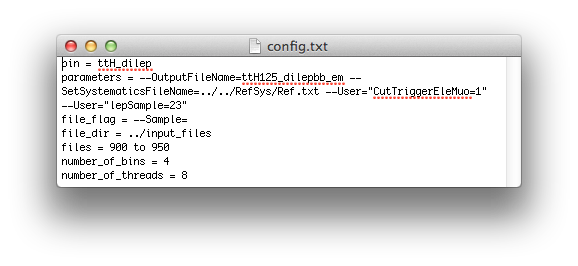 config.txt
bin = ttH_dilep
parameters = --OutputFileName=ttH125_dilepbb_em --
SetSystematicsFileName=../../RefSys/Ref.txt --User="CutTriggerEleMuo=1"
--User="lepSample=23"
file_flag = --Sample=
file_dir = ../input_files
files = 900 to 950
number_of_bins = 4
number_of_threads = 8